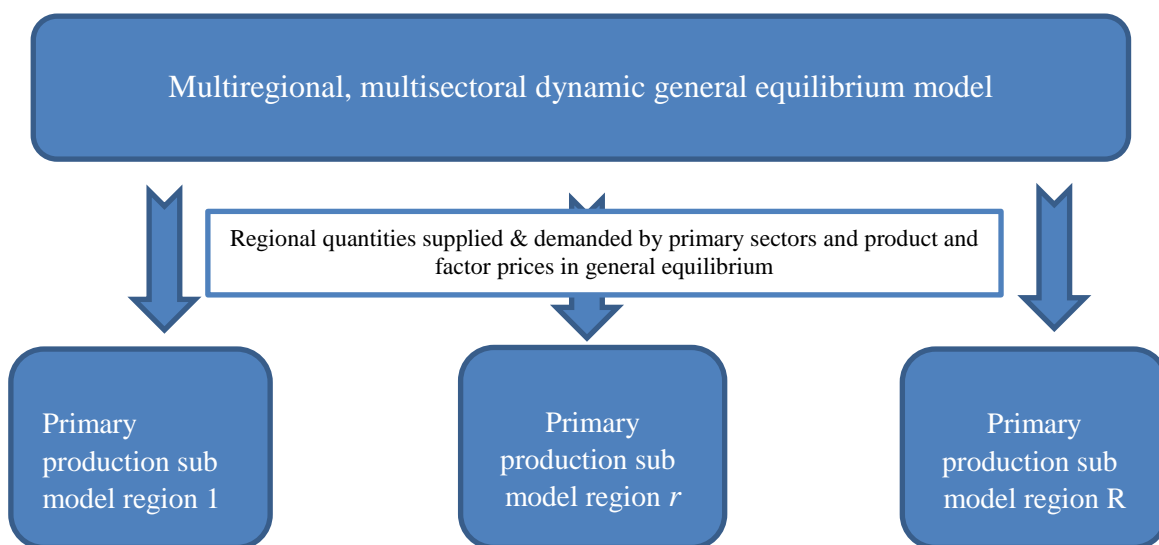 Multiregional, multisectoral dynamic general equilibrium model
Regional quantities supplied & demanded by primary sectors and product and
factor prices in general equilibrium
Primary
production sub
model region 1
Primary
production sub
model region r
Primary
production sub
model region R